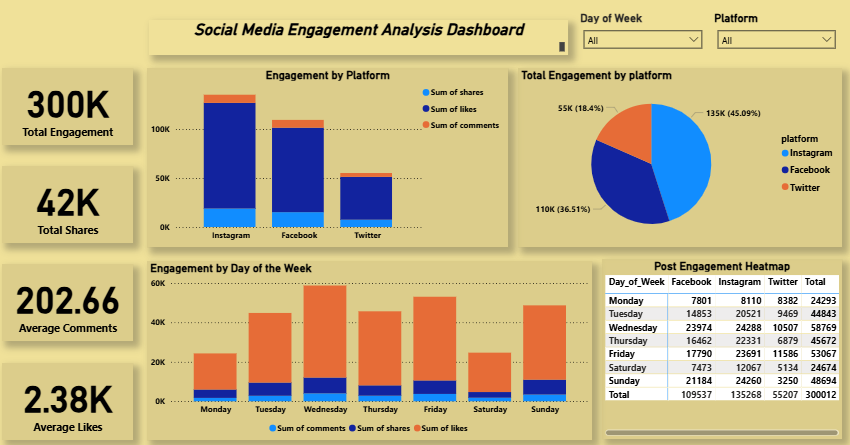 Social Media Engagement Analysis Dashboard
Day of Week
All
Platform
All
300K
Total Engagement
42K
Total Shares
202.66
Average Comments
2.38K
Average Likes
Engagement by Platform
100K
50K
0K
Instagram Facebook Twitter
Sum of shares
Sum of likes
Sum of comments
Total Engagement by platform
55K (18.4%)
135K (45.09%)
110K (36.51%)
platform
Instagram
Facebook
Twitter
Engagement by Day of the Week
60K
40K
20K
0K
Monday Tuesday Wednesday Thursday Friday Saturday Sunday
Sum of comments Sum of shares Sum of likes
Post Engagement Heatmap
Day_of_Week Facebook Instagram Twitter Total
Monday 7801 8110 8382 24293
Tuesday 14853 20521 9469 44843
Wednesday 23974 24288 10507 58769
Thursday 16462 22331 6879 45672
Friday 17790 23691 11586 53067
Saturday 7473 12067 5134 24674
Sunday 21184 24260 3250 48694
Total 109537 135268 55207 300012